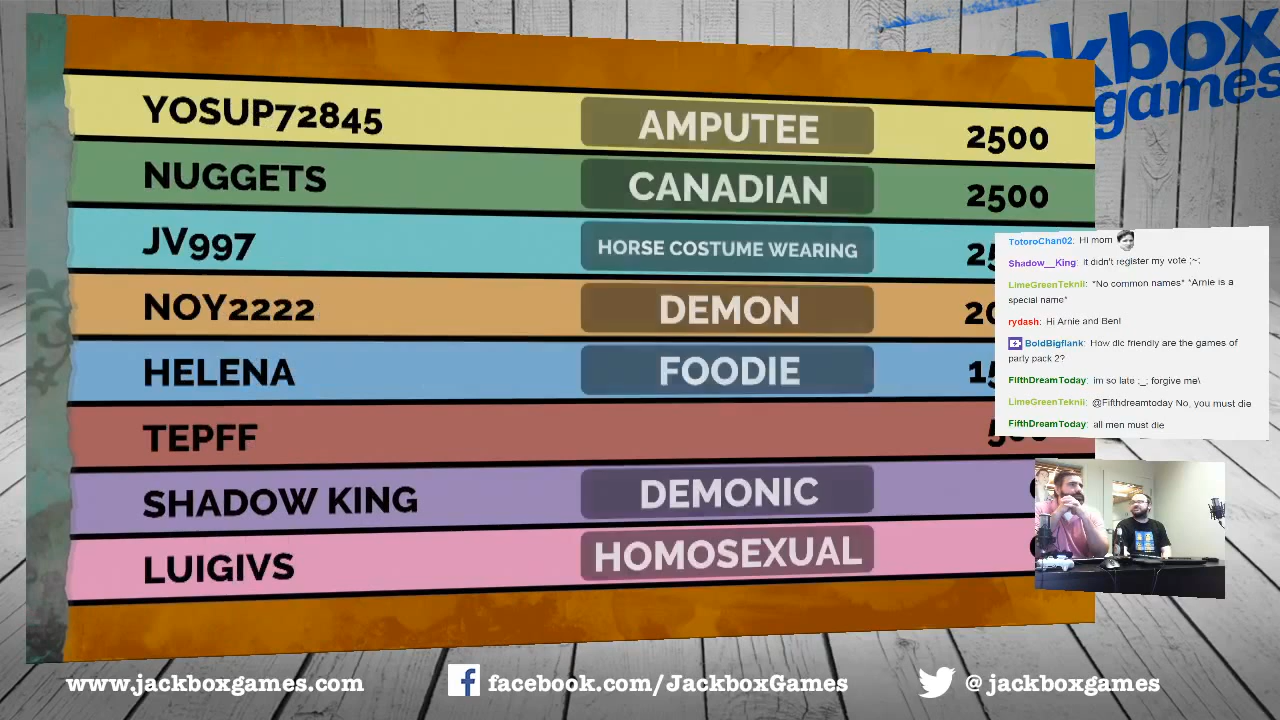 jackbox
games
YOSUP72845 AMPUTEE 2500
NUGGETS CANADIAN 2500
JV997 HORSE COSTUME WEARING
NOY2222 DEMON
HELENA FOODIE
TEPFF
SHADOW KING DEMONIC
LUIGIVS HOMOSEXUAL
TotoroChan02: Hi mom
Shadow__King: It didn't register my vote ;~;
LimeGreenTeknii: *No common names* *Arnie is a
special name*
rydash: Hi Arnie and Ben!
BoldBigflank: How dlc friendly are the games of
party pack 2?
FifthDreamToday: im so late ;_; forgive me\
LimeGreenTeknii: @Fifthdreamtoday No, you must die
FifthDreamToday: all men must die
www.jackboxgames.com facebook.com/JackboxGames @jackboxgames